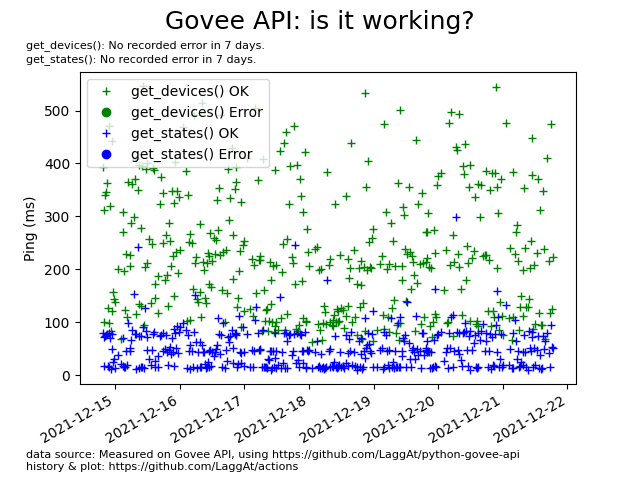 Govee API: is it working?
get_devices(): No recorded error in 7 days.
get_states(): No recorded error in 7 days.
get_devices() OK
get_devices() Error
get_states() OK
get_states() Error
Ping (ms)
500
400
300
200
100
0
2021-12-15
2021-12-16
2021-12-17
2021-12-18
2021-12-19
2021-12-20
2021-12-21
2021-12-22
data source: Measured on Govee API, using https://github.com/LaggAt/python-govee-api
history & plot: https://github.com/LaggAt/actions